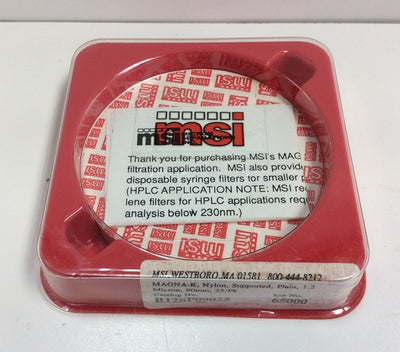 msi
msi
Thank you for purchasing MSI's MAG
filtration application. MSI also provide
disposable syringe filters for smaller p
(HPLC APPLICATION NOTE: MSI rec
lene filters for HPLC applications requ
analysis below 230nm.)
MSI, WESTBORO, MA 01581 800-444-8212
MAGNA-R, Nylon, Supported, Plain, 1.2
Micron, 90mm, 25/Pk
Catalog No. Lot No.
R12SP09025 65000